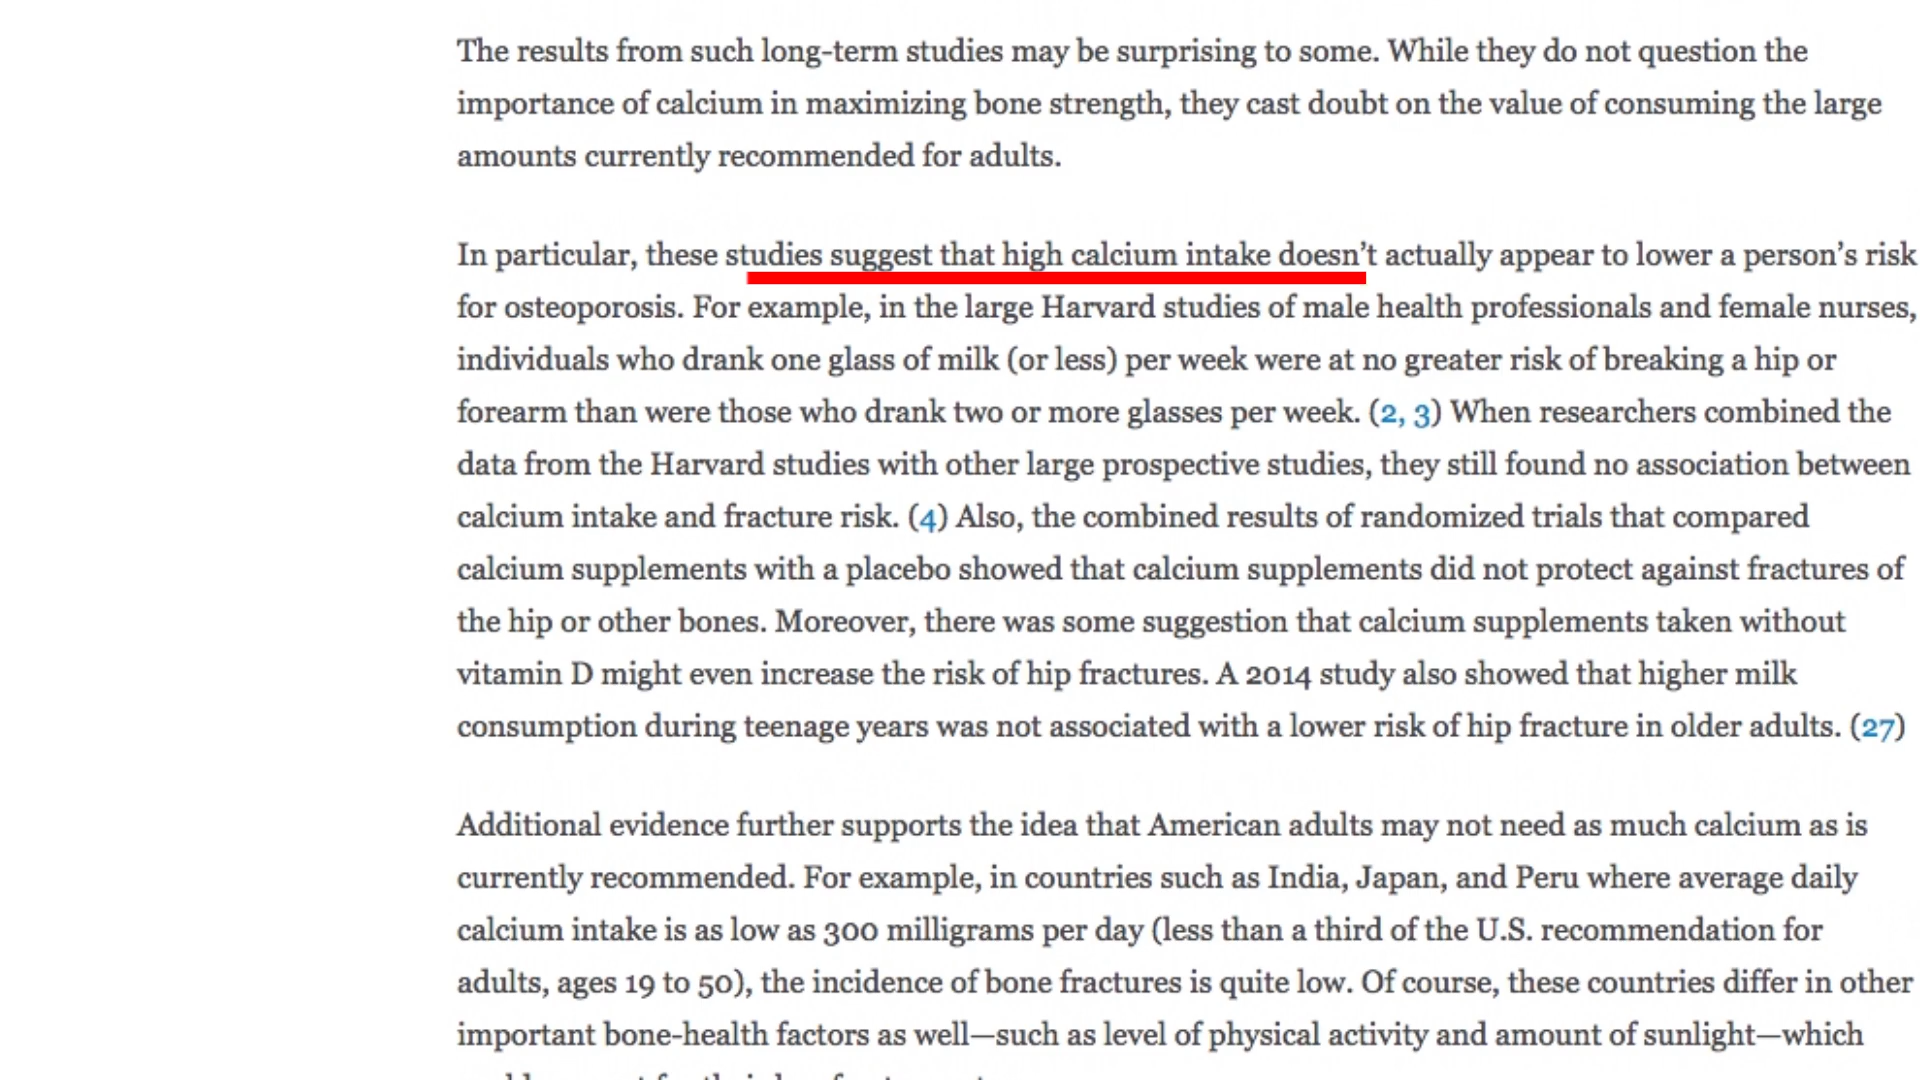 The results from such long-term studies may be surprising to some. While they do not question the
importance of calcium in maximizing bone strength, they cast doubt on the value of consuming the large
amounts currently recommended for adults.
In particular, these studies suggest that high calcium intake doesn’t actually appear to lower a person’s risk
for osteoporosis. For example, in the large Harvard studies of male health professionals and female nurses,
individuals who drank one glass of milk (or less) per week were at no greater risk of breaking a hip or
forearm than were those who drank two or more glasses per week. (2, 3) When researchers combined the
data from the Harvard studies with other large prospective studies, they still found no association between
calcium intake and fracture risk. (4) Also, the combined results of randomized trials that compared
calcium supplements with a placebo showed that calcium supplements did not protect against fractures of
the hip or other bones. Moreover, there was some suggestion that calcium supplements taken without
vitamin D might even increase the risk of hip fractures. A 2014 study also showed that higher milk
consumption during teenage years was not associated with a lower risk of hip fracture in older adults. (27)
Additional evidence further supports the idea that American adults may not need as much calcium as is
currently recommended. For example, in countries such as India, Japan, and Peru where average daily
calcium intake is as low as 300 milligrams per day (less than a third of the U.S. recommendation for
adults, ages 19 to 50), the incidence of bone fractures is quite low. Of course, these countries differ in other
important bone-health factors as well—such as level of physical activity and amount of sunlight—which